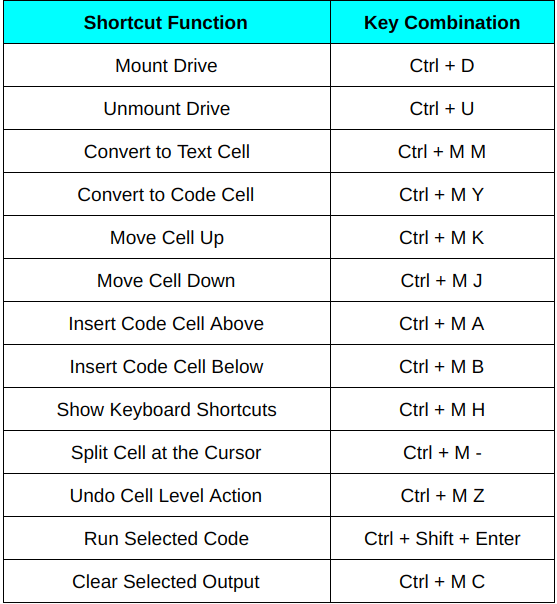 Shortcut Function Key Combination
Mount Drive Ctrl + D
Unmount Drive Ctrl + U
Convert to Text Cell Ctrl + M M
Convert to Code Cell Ctrl + M Y
Move Cell Up Ctrl + M K
Move Cell Down Ctrl + M J
Insert Code Cell Above Ctrl + M A
Insert Code Cell Below Ctrl + M B
Show Keyboard Shortcuts Ctrl + M H
Split Cell at the Cursor Ctrl + M -
Undo Cell Level Action Ctrl + M Z
Run Selected Code Ctrl + Shift + Enter
Clear Selected Output Ctrl + M C